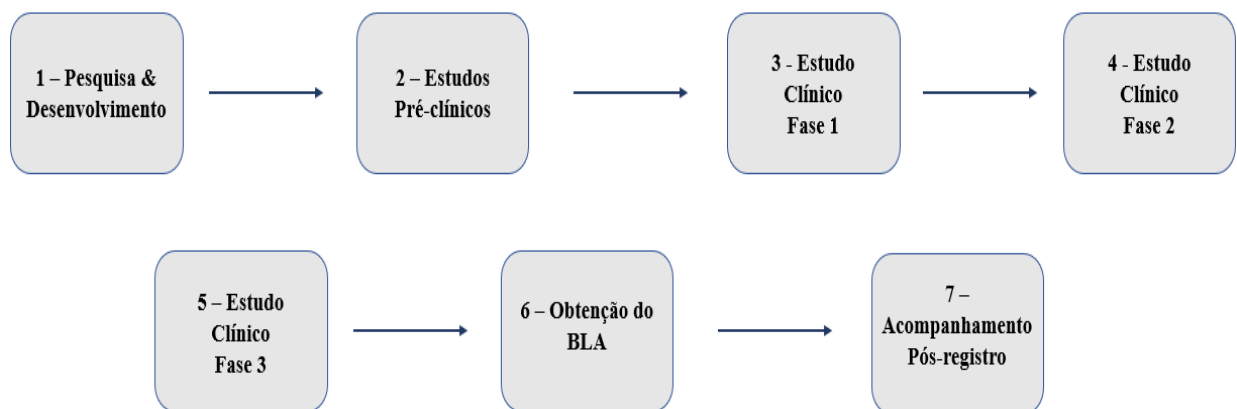 1 – Pesquisa &
Desenvolvimento
2 – Estudos
Pré-clínicos
3 - Estudo
Clínico
Fase 1
4 - Estudo
Clínico
Fase 2
5 – Estudo
Clínico
Fase 3
6 – Obtenção do
BLA
7 –
Acompanhamento
Pós-registro